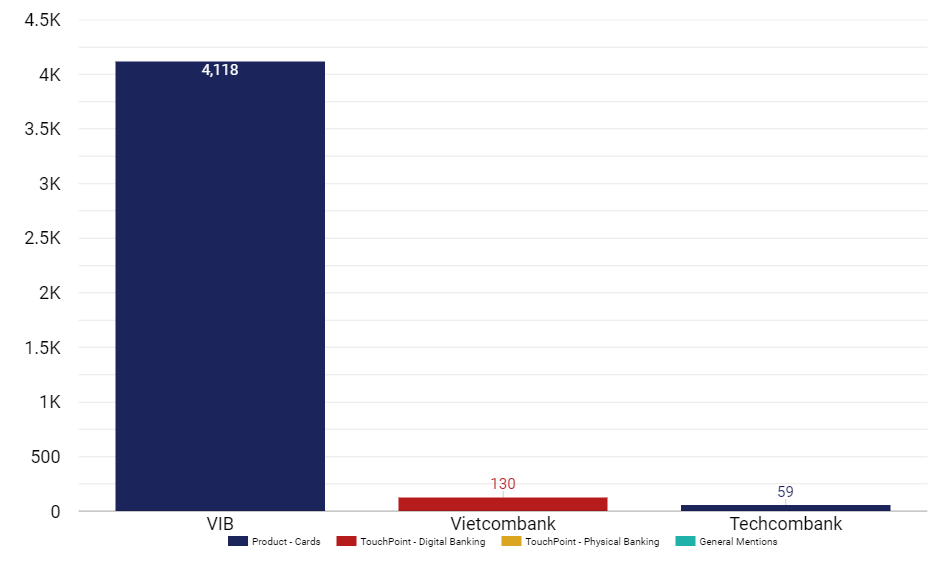 4.5K
4K
3.5K
3K
2.5K
2K
1.5K
1K
500
0
4,118
130
59
VIB Vietcombank Techcombank
Product - Cards TouchPoint - Digital Banking TouchPoint - Physical Banking General Mentions